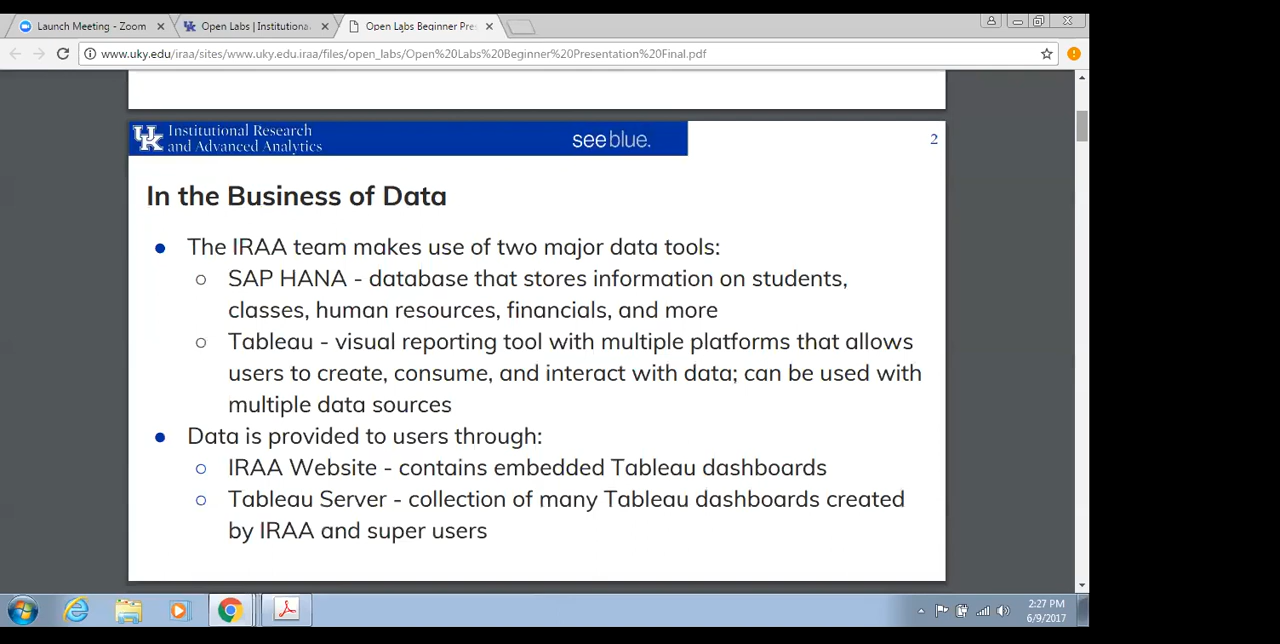 Launch Meeting - Zoom
Open Labs | Institutiona
Open Labs Beginner Pre
www.uky.edu/iraa/sites/www.uky.edu.iraa/files/open_labs/Open%20Labs%20Beginner%20Presentation%20Final.pdf
UK Institutional Research
and Advanced Analytics
see blue.
2
In the Business of Data
● The IRAA team makes use of two major data tools:
○ SAP HANA - database that stores information on students,
classes, human resources, financials, and more
○ Tableau - visual reporting tool with multiple platforms that allows
users to create, consume, and interact with data; can be used with
multiple data sources
● Data is provided to users through:
○ IRAA Website - contains embedded Tableau dashboards
○ Tableau Server - collection of many Tableau dashboards created
by IRAA and super users
2:27 PM
6/9/2017